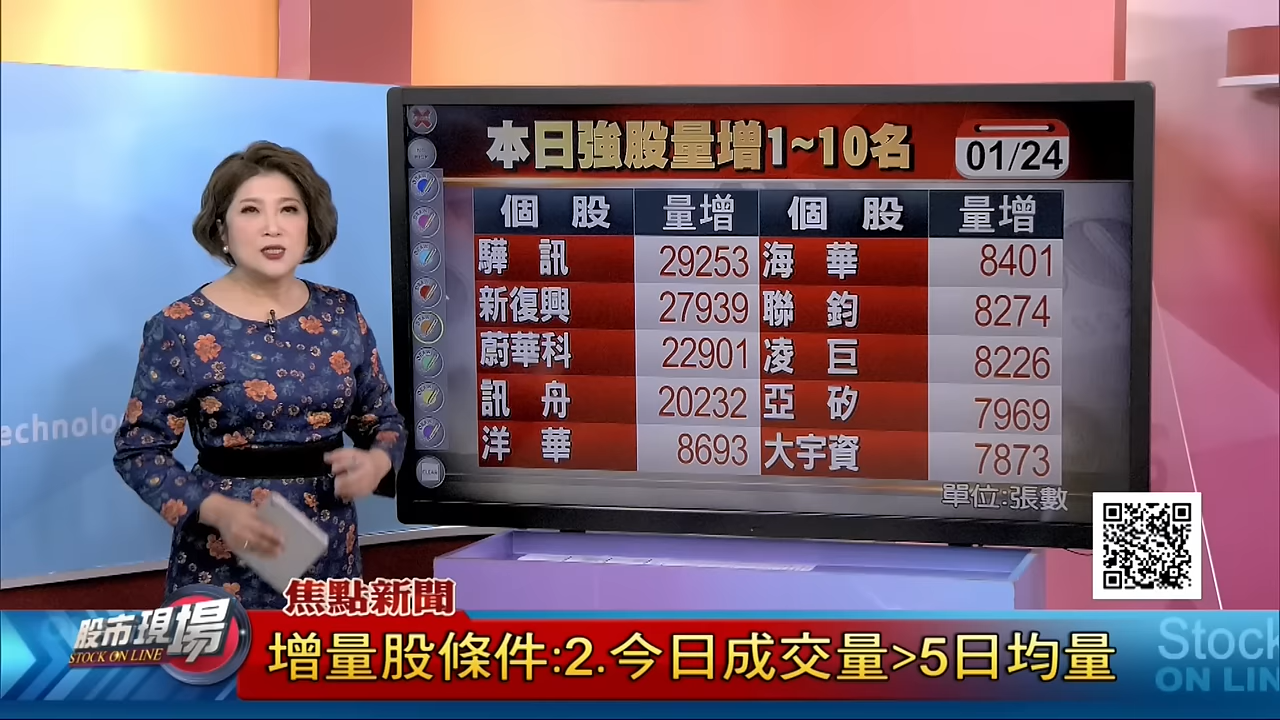 本日強股量增1~10名
01/24
個股 量增 個股 量增
驊訊 29253 海華 8401
新復興 27939 聯鈞 8274
蔚華科 22901 凌巨 8226
訊舟 20232 亞矽 7969
洋華 8693 大宇資 7873
單位:張數
echnolo
焦點新聞
股市現場
STOCK ON LINE
增量股條件:2.今日成交量>5日均量
Stock
ON LIN